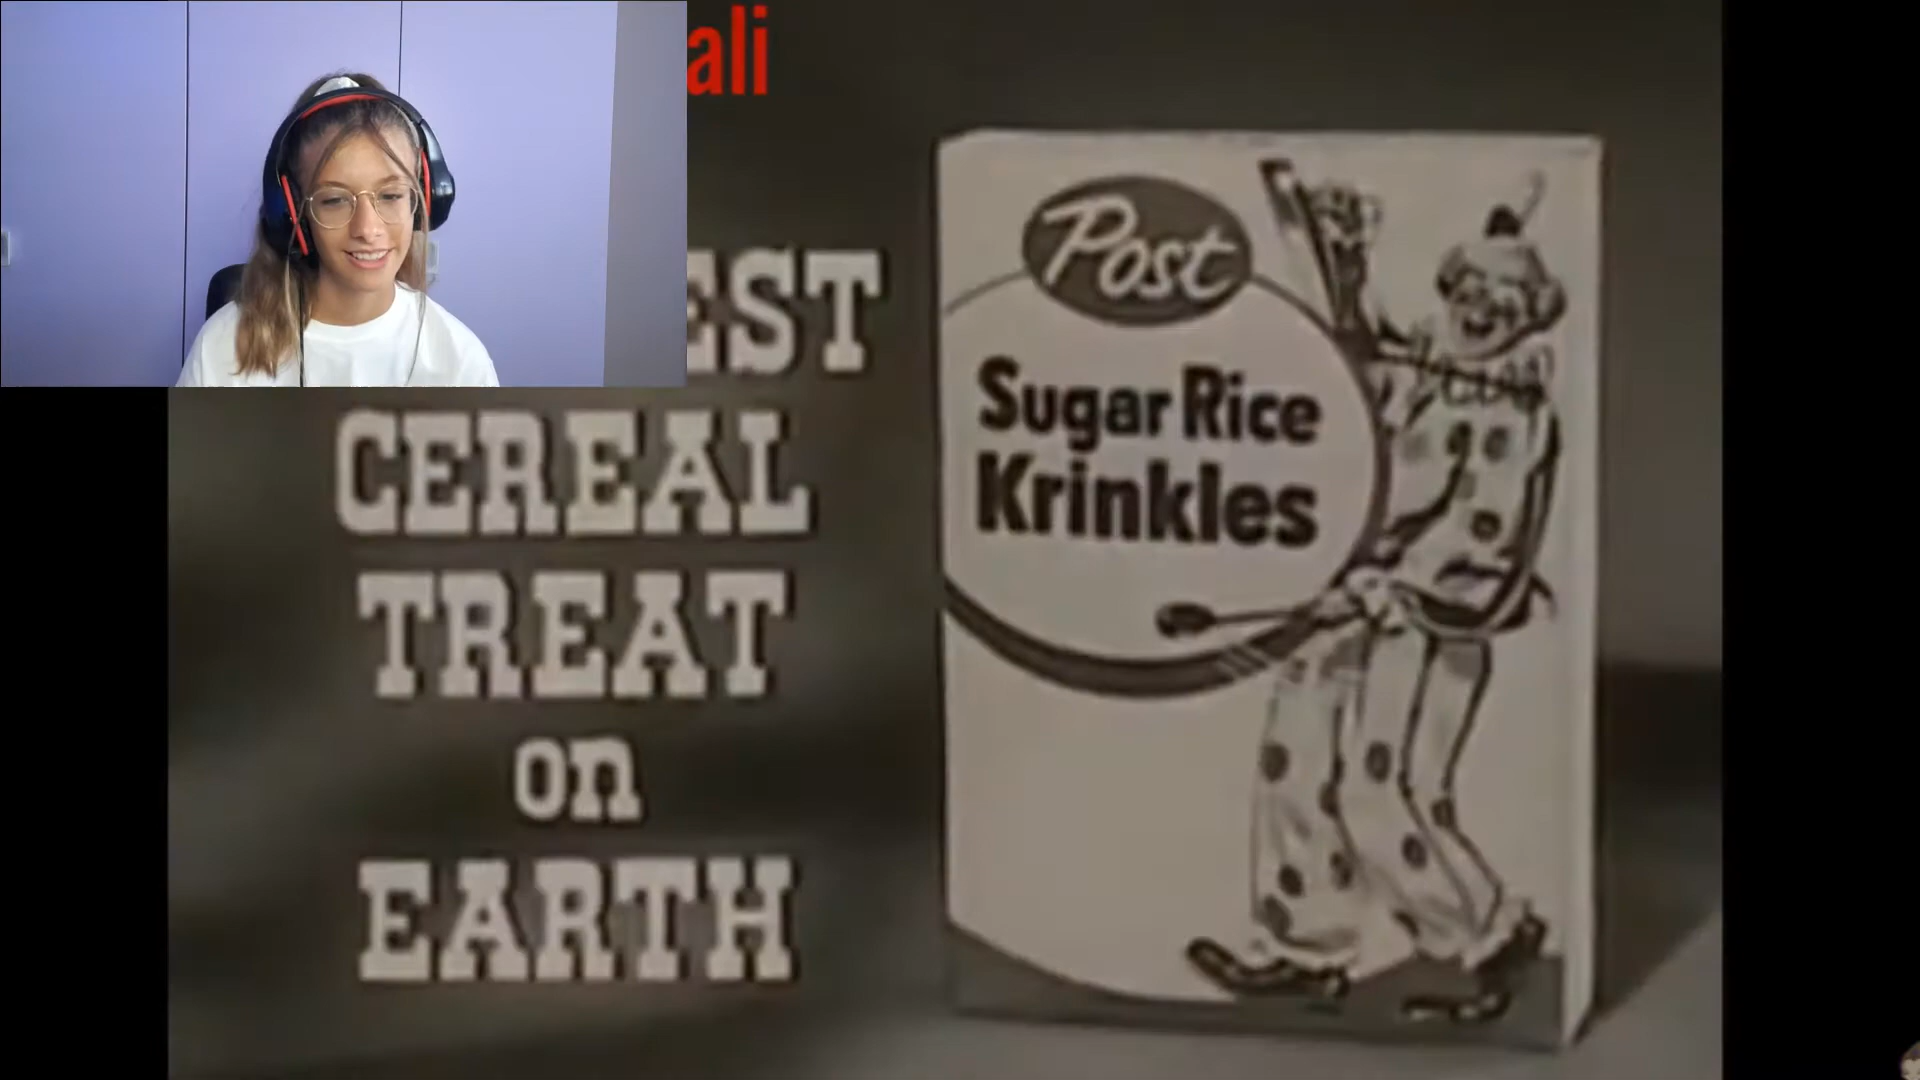 ali
EST
CEREAL
TREAT
on
EARTH
Post
Sugar Rice
Krinkles